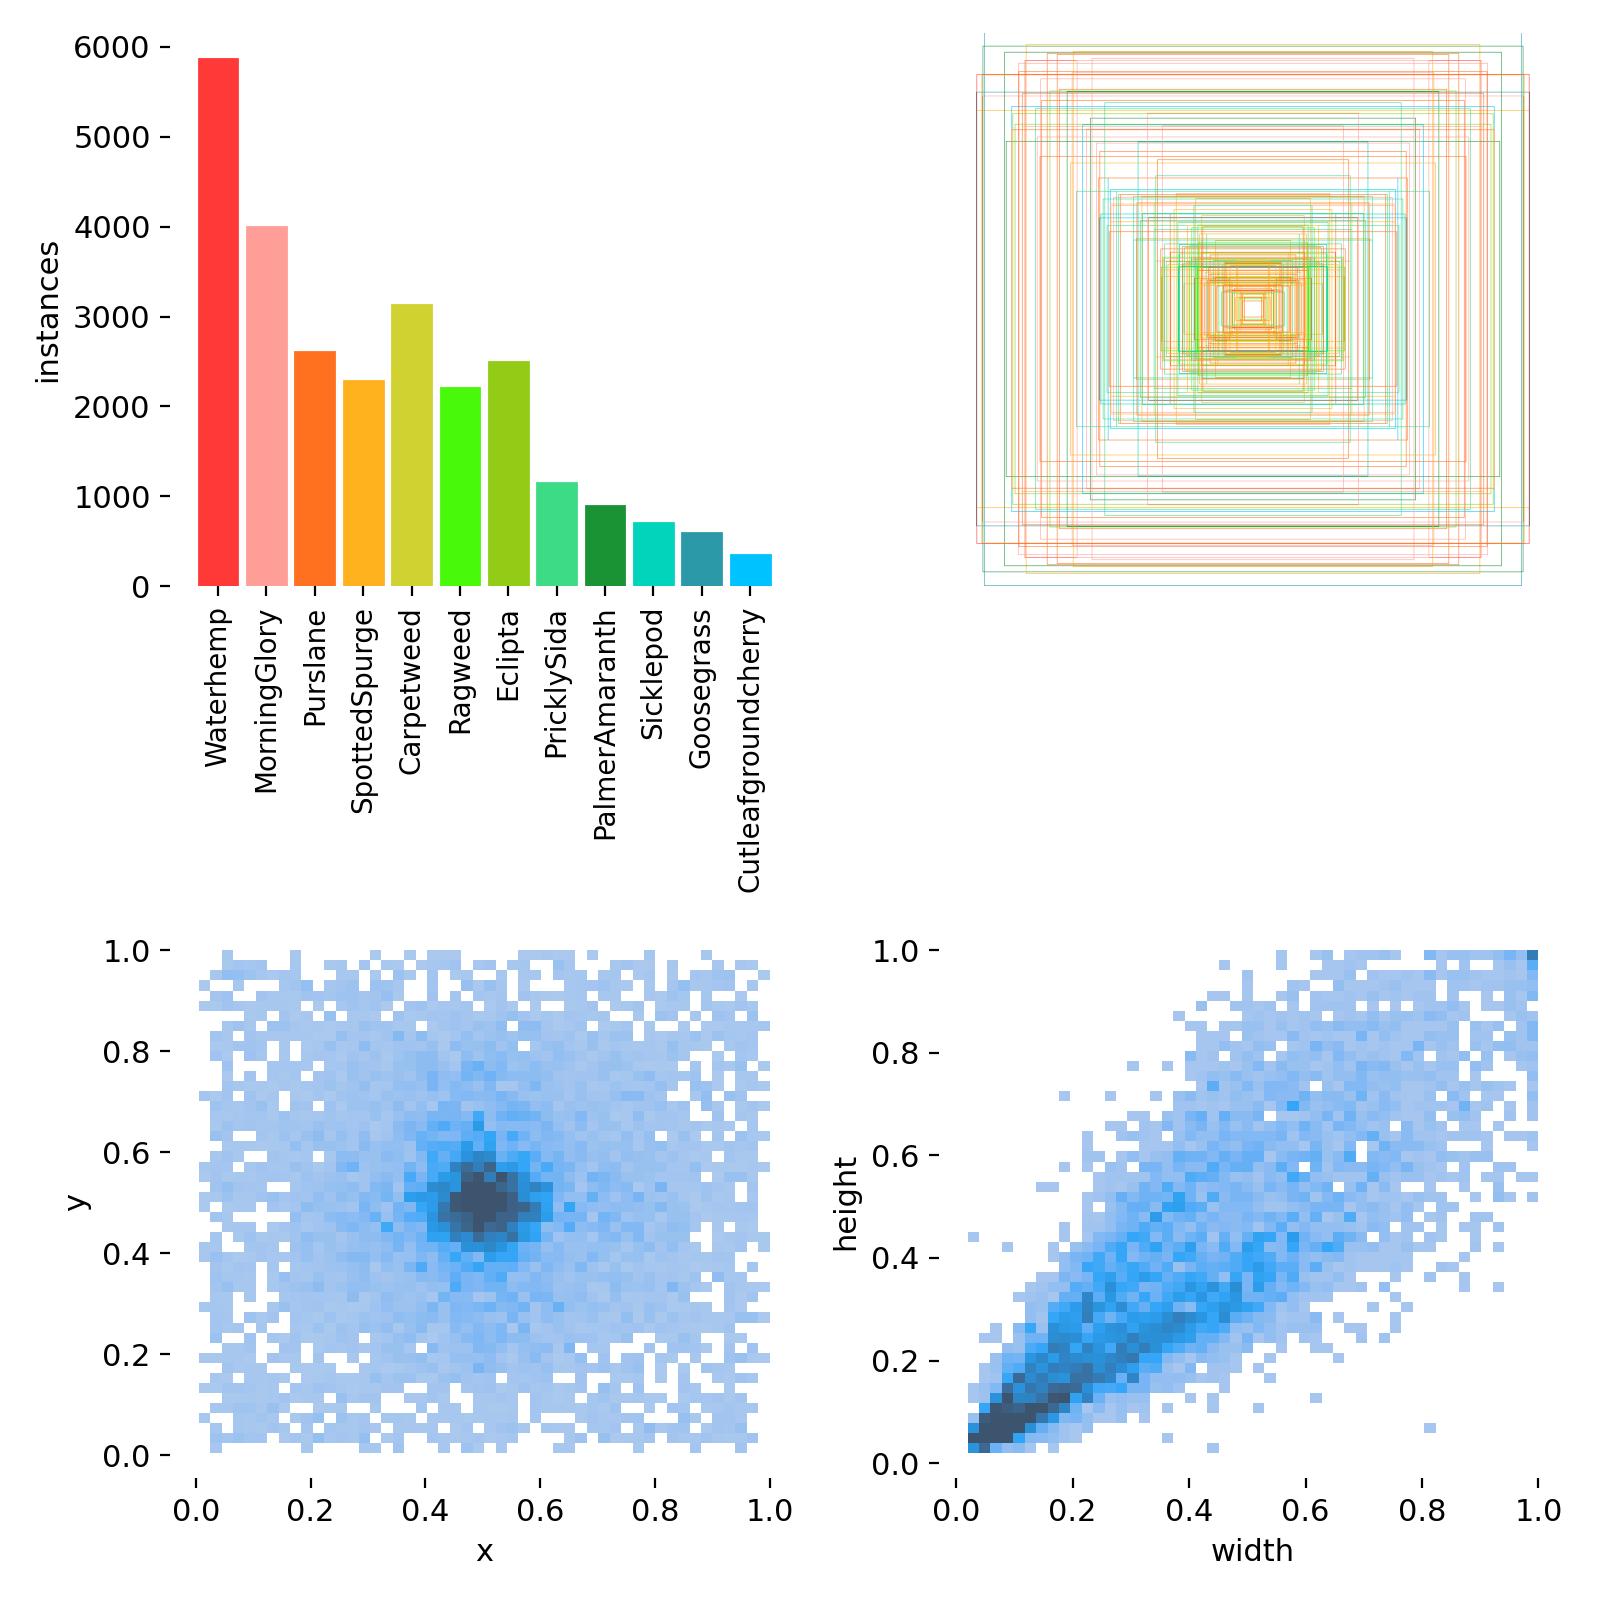 6000
5000
4000
3000
2000
1000
0
instances
Waterhemp
MorningGlory
Purslane
SpottedSpurge
Carpetweed
Ragweed
Eclipta
PricklySida
PalmerAmaranth
Sicklepod
Goosegrass
Cutleafgroundcherry
1.0
0.8
0.6
0.4
0.2
0.0
y
0.0 0.2 0.4 0.6 0.8 1.0
x
1.0
0.8
0.6
0.4
0.2
0.0
height
0.0 0.2 0.4 0.6 0.8 1.0
width